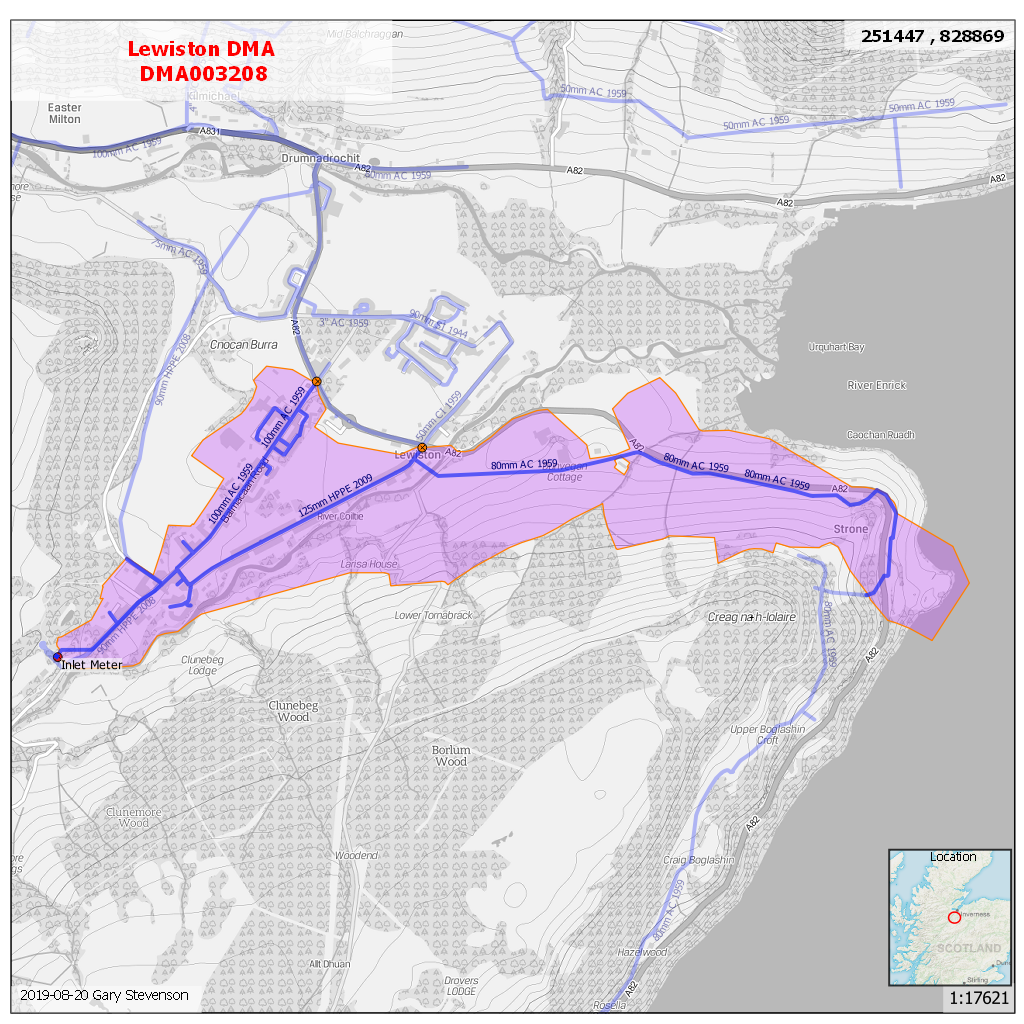 Lewiston DMA
DMA003208
251447 , 828869
Mid Balchraggan
Kilmichael
Easter
Milton
A831
100mm AC 1959
Drumnadrochit
A82
80mm AC 1959
A82
50mm AC 1959
50mm AC 1959
50mm AC 1959
A82
A82
4"
75mm AC 1959
3" AC 1959
90mm SI 1944
A82
Cnocan Burra
90mm HPPE 2008
Urquhart Bay
River Enrick
Caochan Ruadh
100mm AC 1959
50mm CI 1959
Lewiston
A82
A82
80mm AC 1959
Cottage
80mm AC 1959
80mm AC 1959
A82
100mm AC 1959
Balmacaan Road
125mm HPPE 2009
River Coiltie
Strone
Larisa House
90mm HPPE 2008
Lower Tornabrack
Creag na h-Iolaire
80mm AC 1959
Inlet Meter
Clunebeg
Lodge
A82
Clunebeg
Wood
Upper Boglashin
Croft
Borlum
Wood
Clunemore
Wood
A82
Woodend
Craig Boglashin
80mm AC 1959
Location
Inverness
SCOTLAND
Stirling
Hazelwood
Allt Dhuan
Drovers
LODGE
A82
Rosella
2019-08-20 Gary Stevenson
1:17621